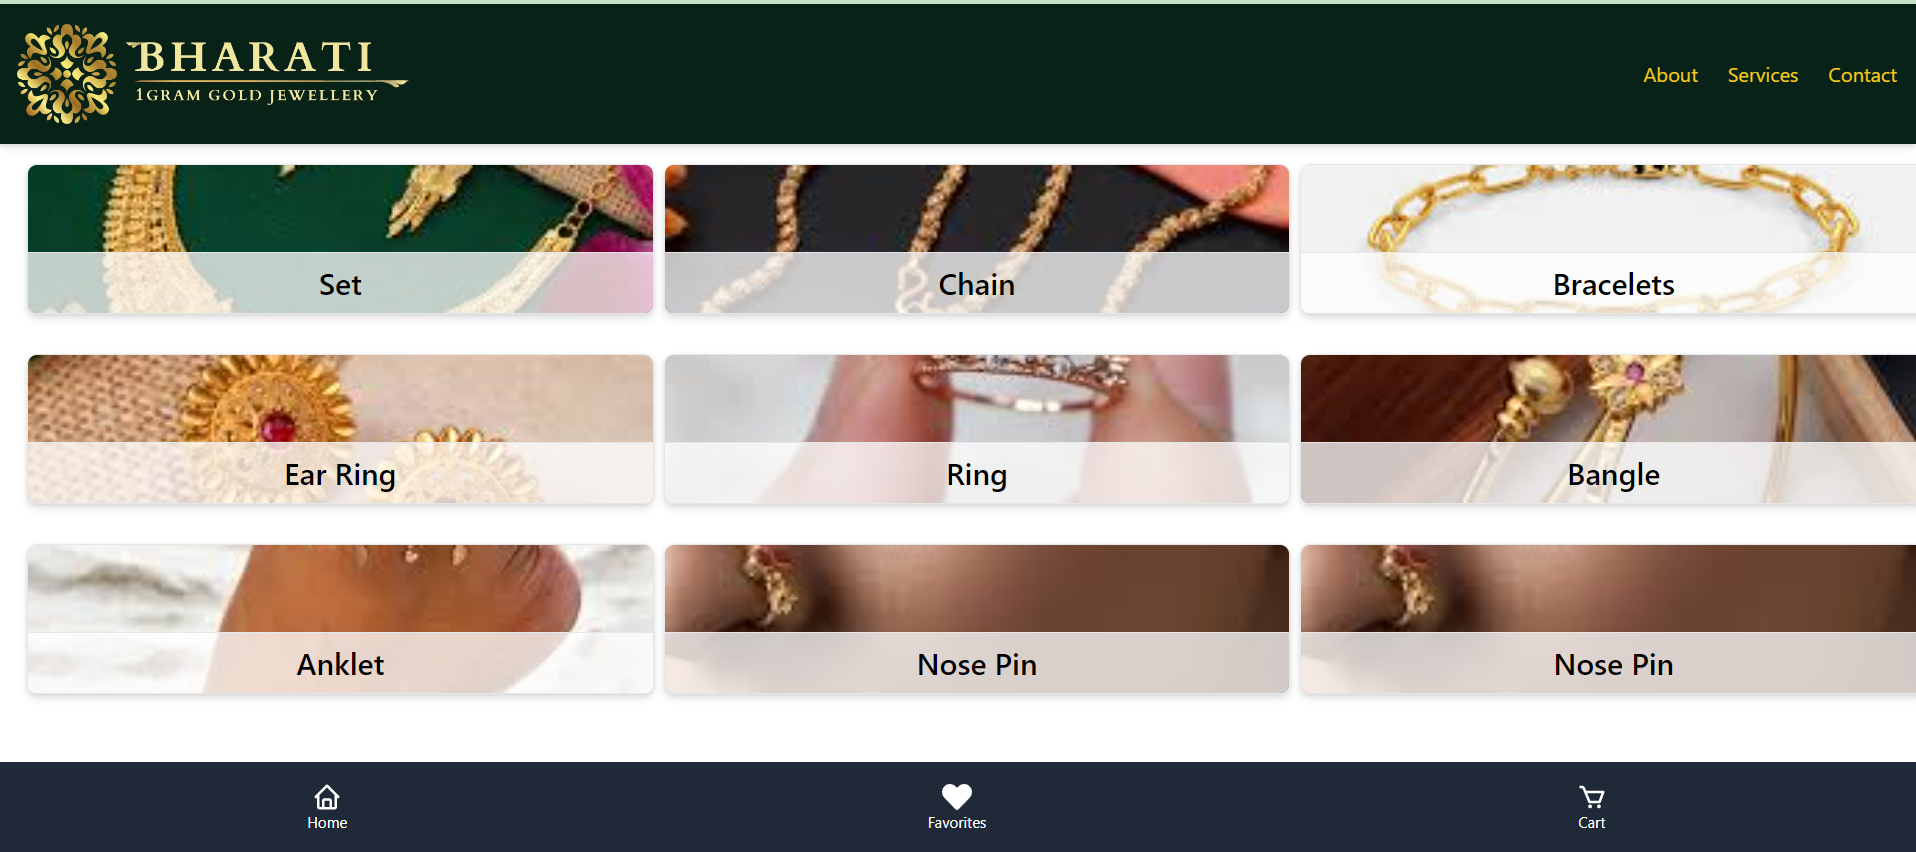 BHARATI
1GRAM GOLD JEWELLERY
About Services Contact
Set
Chain
Bracelets
Ear Ring
Ring
Bangle
Anklet
Nose Pin
Nose Pin
Home
Favorites
Cart